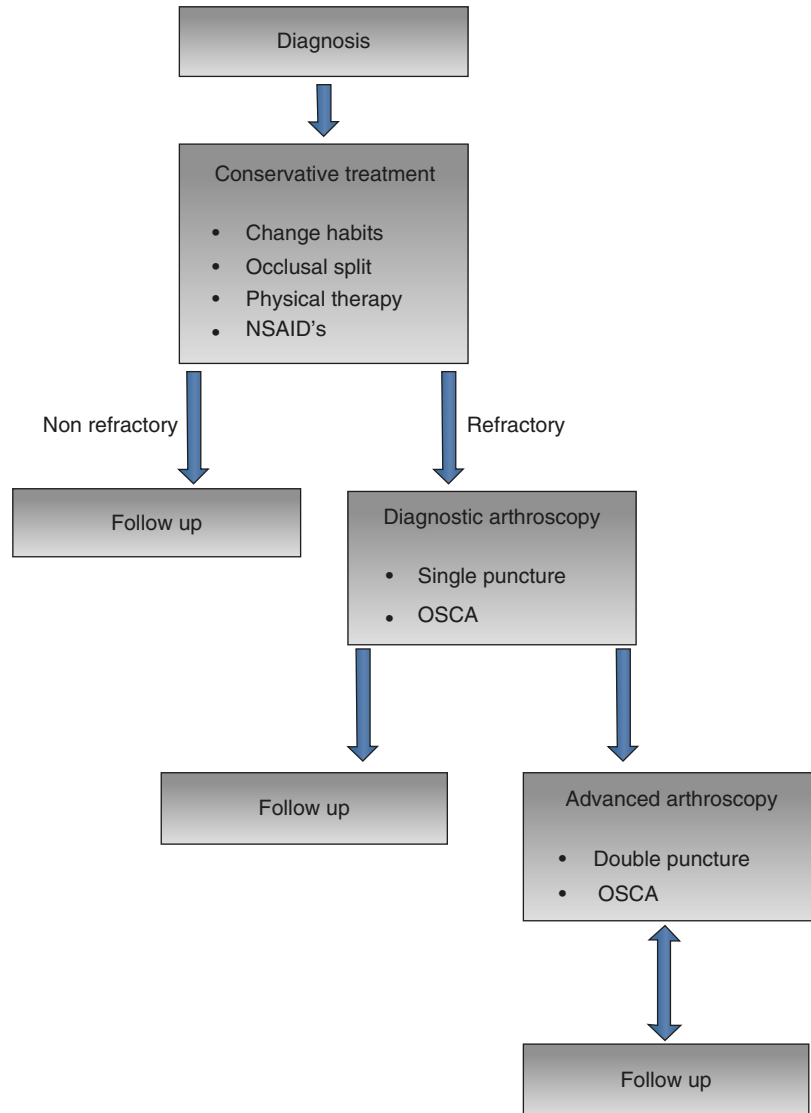 Diagnosis
Conservative treatment
• Change habits
• Occlusal split
• Physical therapy
• NSAID's
Non refractory
Refractory
Follow up
Diagnostic arthroscopy
• Single puncture
• OSCA
Follow up
Advanced arthroscopy
• Double puncture
• OSCA
Follow up